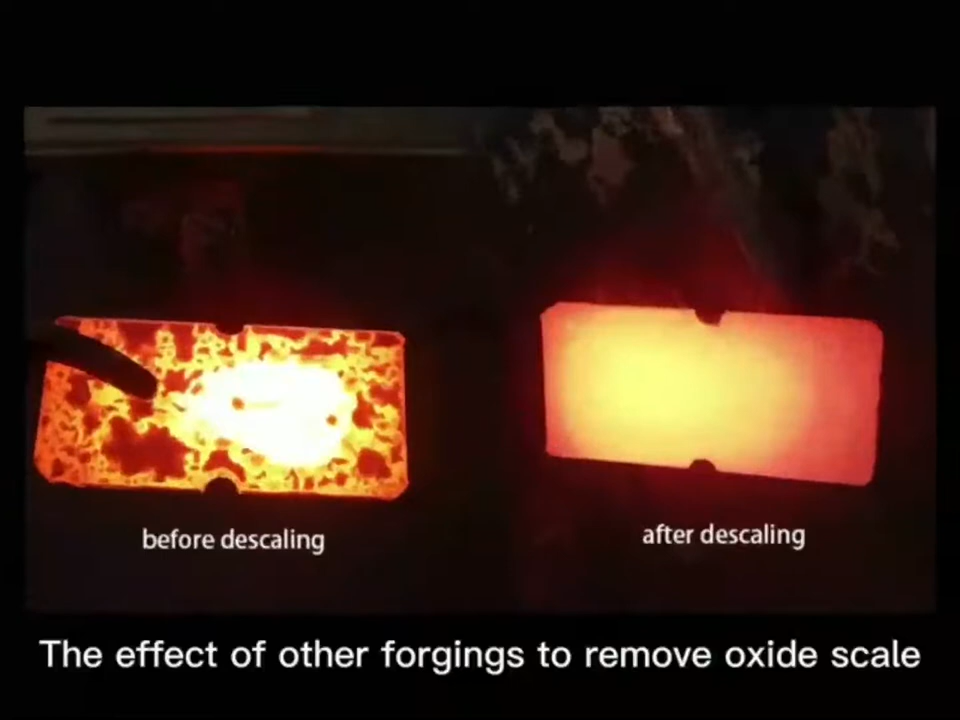 before descaling
after descaling
The effect of other forgings to remove oxide scale